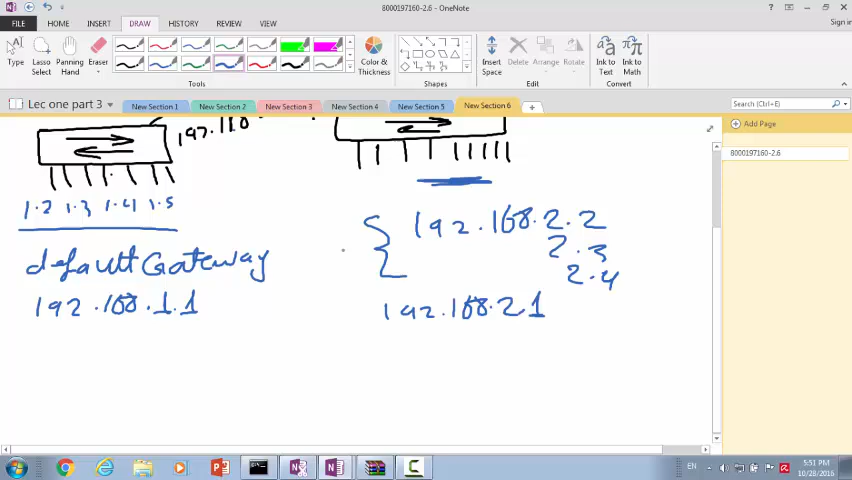 8000197160-2.6 - OneNote
Sign in
FILE HOME INSERT DRAW HISTORY REVIEW VIEW
Type
Lasso Select
Panning Hand
Eraser
Color & Thickness
Insert Space
Delete
Arrange
Rotate
Ink to Text
Ink to Math
Tools
Shapes
Edit
Convert
Lec one part 3
New Section 1
New Section 2
New Section 3
New Section 4
New Section 5
New Section 6
Search (Ctrl+E)
Add Page
8000197160-2.6
1.2 1.3 1.4 1.5
default Gateway
192.168.1.1
192.168.2.2
2.3
2.4
192.168.2.1
EN
5:51 PM
10/28/2016